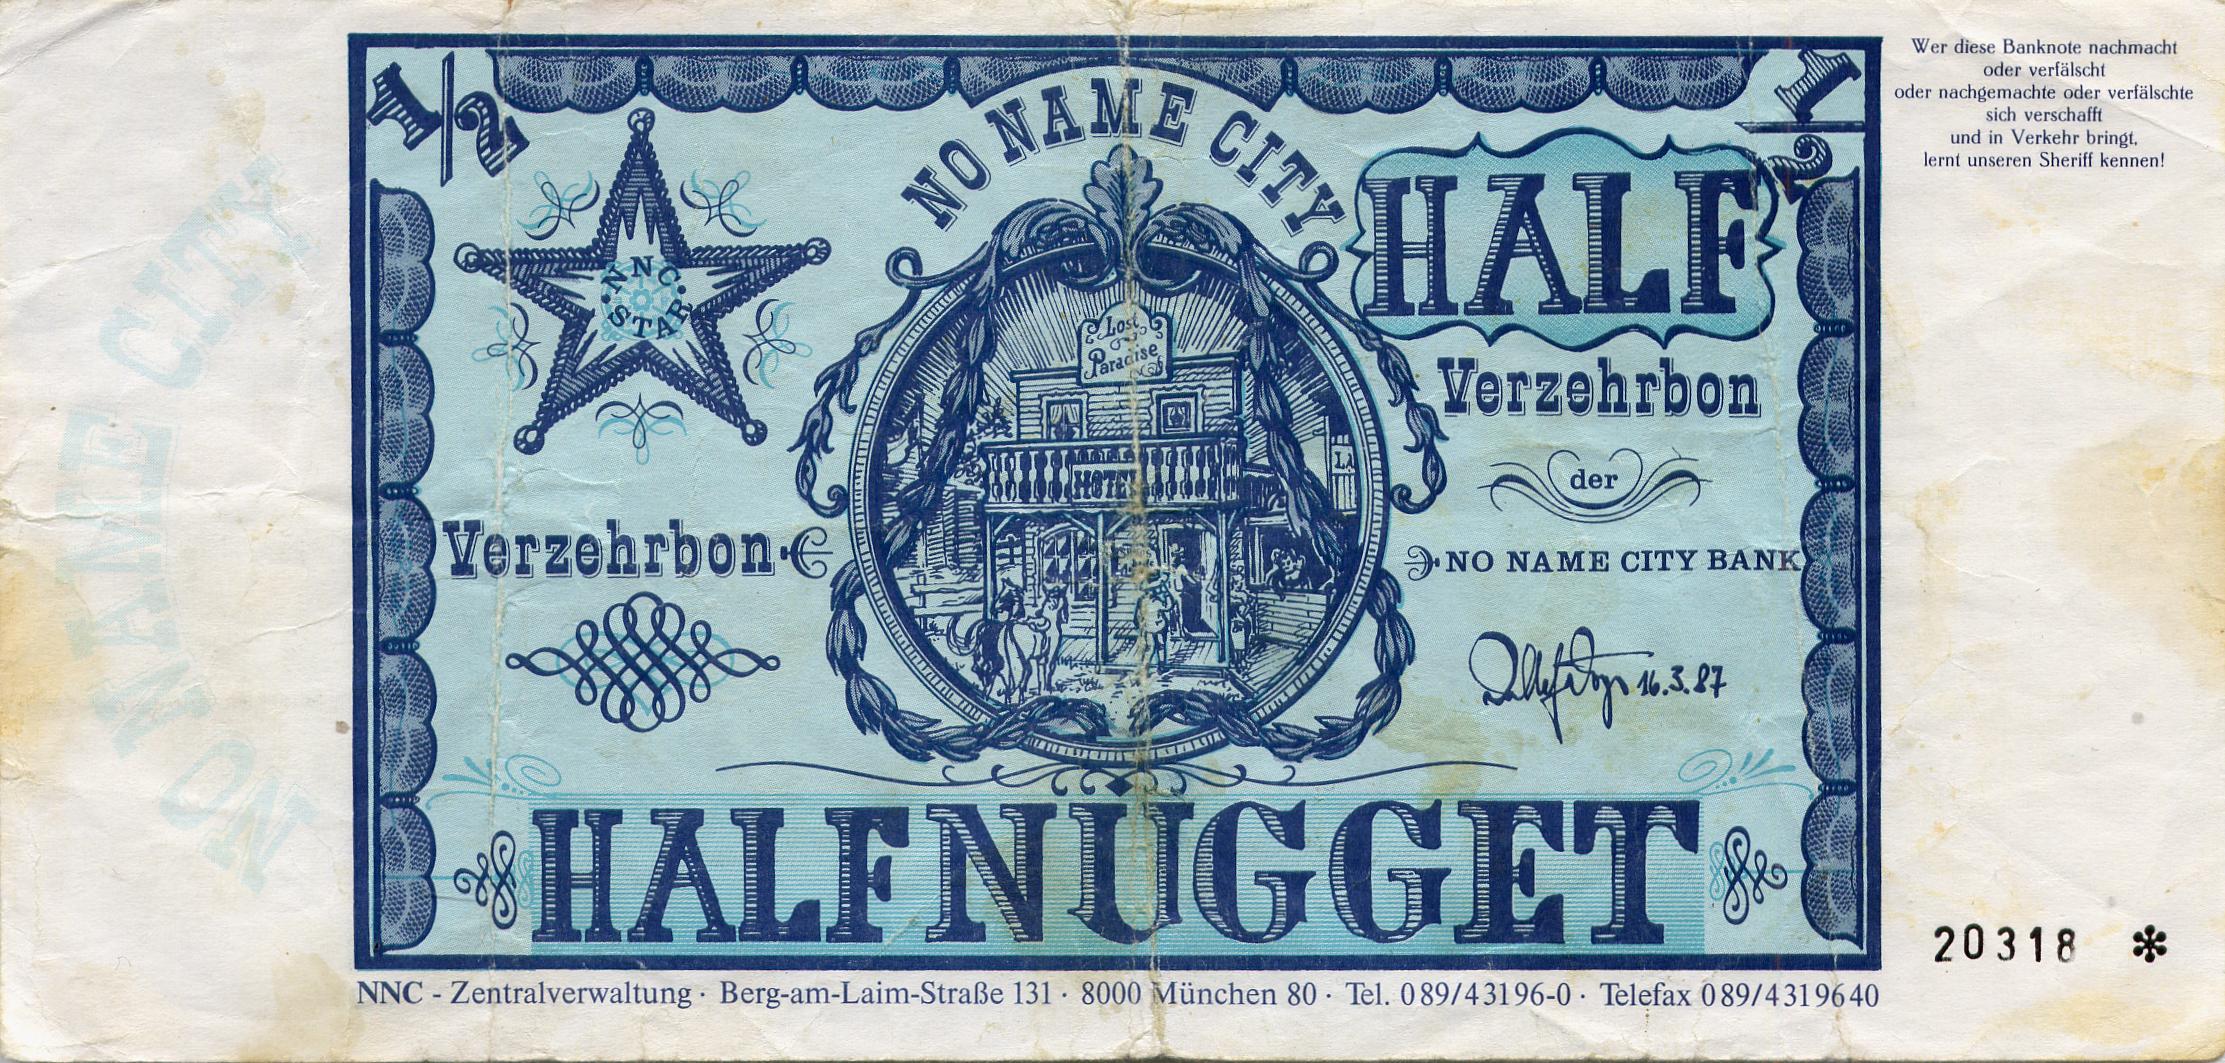 Wer diese Banknote nachmacht
oder verfälscht
oder nachgemachte oder verfälschte
sich verschafft
und in Verkehr bringt,
lernt unseren Sheriff kennen!
1/2
1/2
NO NAME CITY
HALF
NNC
STAR
Lost
&
Paradise
HOTEL
Verzehrbon
der
NO NAME CITY BANK
Verzehrbon
16.3.87
HALF NUGGET
NO NAME CITY
20318 *
NNC - Zentralverwaltung · Berg-am-Laim-Straße 131 · 8000 München 80 · Tel. 089/43196-0 · Telefax 089/4319640